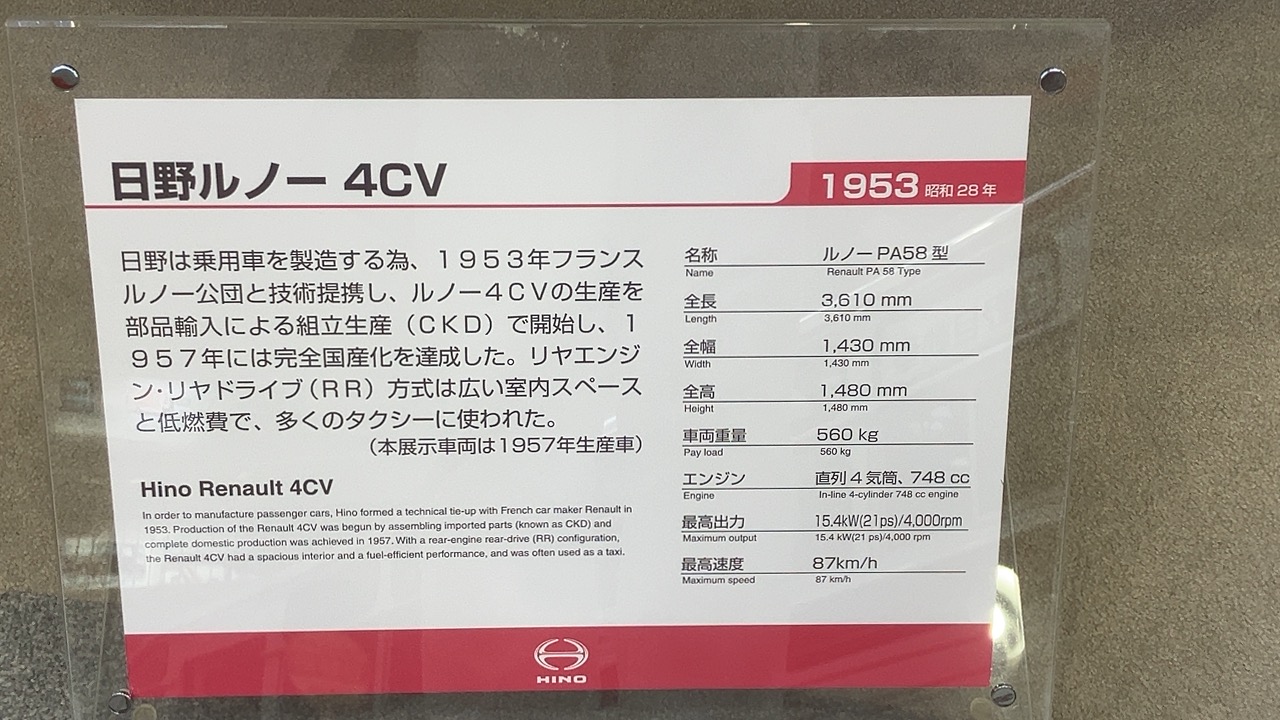 日野ルノー 4CV
1953 昭和28年
日野は乗用車を製造する為、１９５３年フランス
ルノー公団と技術提携し、ルノー４ＣＶの生産を
部品輸入による組立生産（ＣＫＤ）で開始し、１
９５７年には完全国産化を達成した。リヤエンジ
ン・リヤドライブ（ＲＲ）方式は広い室内スペース
と低燃費で、多くのタクシーに使われた。
（本展示車両は1957年生産車）
Hino Renault 4CV
In order to manufacture passenger cars, Hino formed a technical tie-up with French car maker Renault in
1953. Production of the Renault 4CV was begun by assembling imported parts (known as CKD) and
complete domestic production was achieved in 1957. With a rear-engine rear-drive (RR) configuration,
the Renault 4CV had a spacious interior and a fuel-efficient performance, and was often used as a taxi.
名称 ルノー PA58 型
Name Renault PA 58 Type
全長 3,610 mm
Length 3,610 mm
全幅 1,430 mm
Width 1,430 mm
全高 1,480 mm
Height 1,480 mm
車両重量 560 kg
Pay load 560 kg
エンジン 直列4気筒、748 cc
Engine In-line 4-cylinder 748 cc engine
最高出力 15.4kW(21ps)/4,000rpm
Maximum output 15.4 kW(21 ps)/4,000 rpm
最高速度 87km/h
Maximum speed 87 km/h
HINO